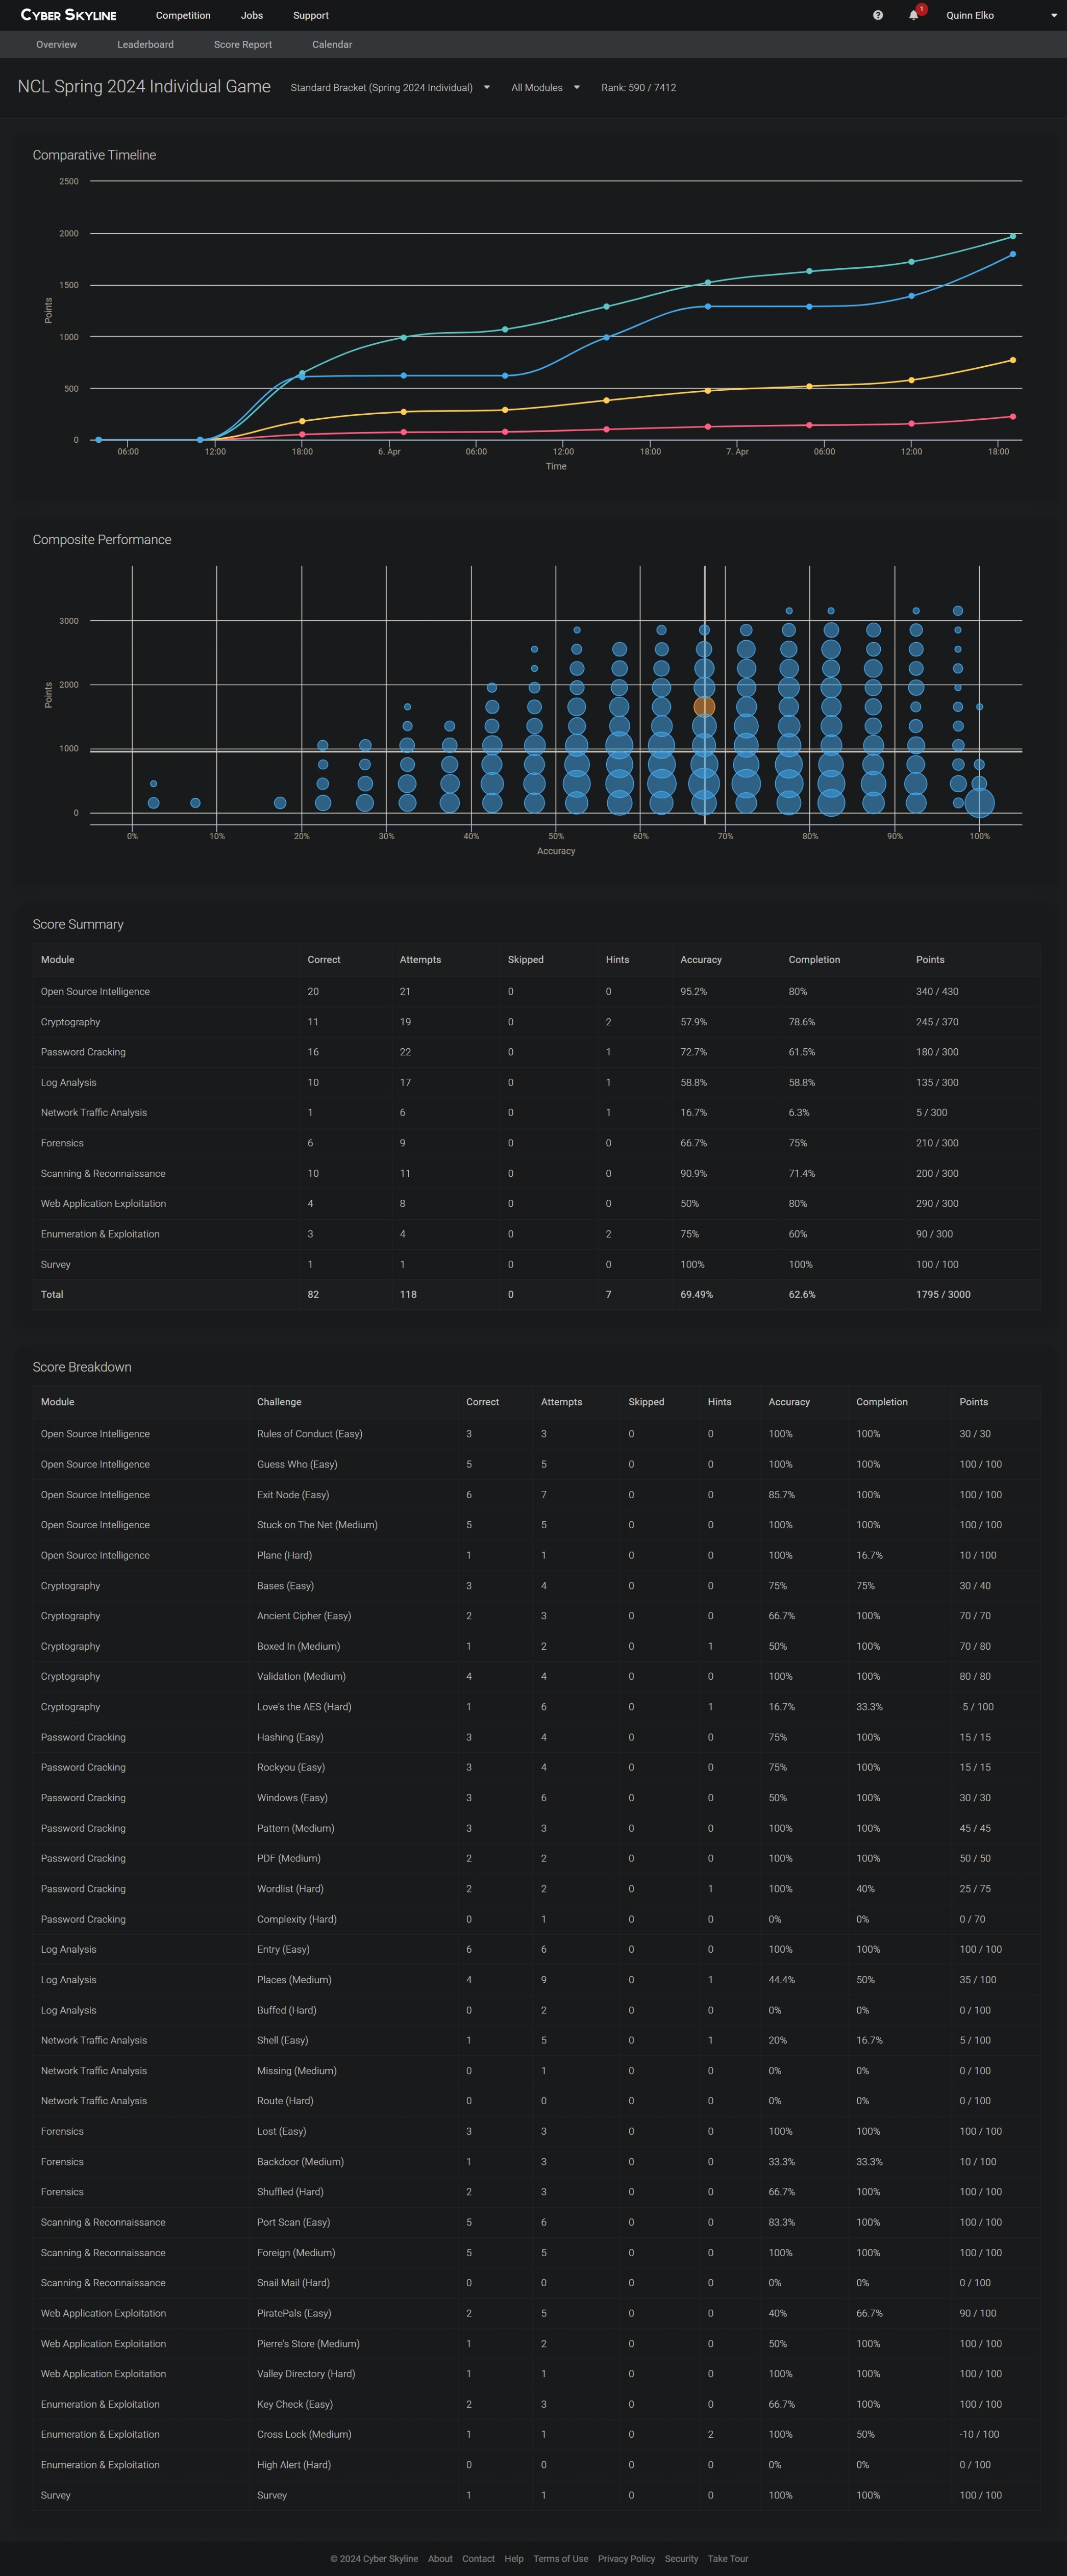 CYBER SKYLINE Competition Jobs Support 1 Quinn Elko
Overview Leaderboard Score Report Calendar
NCL Spring 2024 Individual Game Standard Bracket (Spring 2024 Individual) All Modules Rank: 590 / 7412
Comparative Timeline
2500
2000
1500
1000
500
0
Points
06:00 12:00 18:00 6. Apr 06:00 12:00 18:00 7. Apr 06:00 12:00 18:00
Time
Composite Performance
3000
2000
1000
0
Points
0% 10% 20% 30% 40% 50% 60% 70% 80% 90% 100%
Accuracy
Score Summary
Module Correct Attempts Skipped Hints Accuracy Completion Points
Open Source Intelligence 20 21 0 0 95.2% 80% 340 / 430
Cryptography 11 19 0 2 57.9% 78.6% 245 / 370
Password Cracking 16 22 0 1 72.7% 61.5% 180 / 300
Log Analysis 10 17 0 1 58.8% 58.8% 135 / 300
Network Traffic Analysis 1 6 0 1 16.7% 6.3% 5 / 300
Forensics 6 9 0 0 66.7% 75% 210 / 300
Scanning & Reconnaissance 10 11 0 0 90.9% 71.4% 200 / 300
Web Application Exploitation 4 8 0 0 50% 80% 290 / 300
Enumeration & Exploitation 3 4 0 2 75% 60% 90 / 300
Survey 1 1 0 0 100% 100% 100 / 100
Total 82 118 0 7 69.49% 62.6% 1795 / 3000
Score Breakdown
Module Challenge Correct Attempts Skipped Hints Accuracy Completion Points
Open Source Intelligence Rules of Conduct (Easy) 3 3 0 0 100% 100% 30 / 30
Open Source Intelligence Guess Who (Easy) 5 5 0 0 100% 100% 100 / 100
Open Source Intelligence Exit Node (Easy) 6 7 0 0 85.7% 100% 100 / 100
Open Source Intelligence Stuck on The Net (Medium) 5 5 0 0 100% 100% 100 / 100
Open Source Intelligence Plane (Hard) 1 1 0 0 100% 16.7% 10 / 100
Cryptography Bases (Easy) 3 4 0 0 75% 75% 30 / 40
Cryptography Ancient Cipher (Easy) 2 3 0 0 66.7% 100% 70 / 70
Cryptography Boxed In (Medium) 1 2 0 1 50% 100% 70 / 80
Cryptography Validation (Medium) 4 4 0 0 100% 100% 80 / 80
Cryptography Love's the AES (Hard) 1 6 0 1 16.7% 33.3% -5 / 100
Password Cracking Hashing (Easy) 3 4 0 0 75% 100% 15 / 15
Password Cracking Rockyou (Easy) 3 4 0 0 75% 100% 15 / 15
Password Cracking Windows (Easy) 3 6 0 0 50% 100% 30 / 30
Password Cracking Pattern (Medium) 3 3 0 0 100% 100% 45 / 45
Password Cracking PDF (Medium) 2 2 0 0 100% 100% 50 / 50
Password Cracking Wordlist (Hard) 2 2 0 1 100% 40% 25 / 75
Password Cracking Complexity (Hard) 0 1 0 0 0% 0% 0 / 70
Log Analysis Entry (Easy) 6 6 0 0 100% 100% 100 / 100
Log Analysis Places (Medium) 4 9 0 1 44.4% 50% 35 / 100
Log Analysis Buffed (Hard) 0 2 0 0 0% 0% 0 / 100
Network Traffic Analysis Shell (Easy) 1 5 0 1 20% 16.7% 5 / 100
Network Traffic Analysis Missing (Medium) 0 1 0 0 0% 0% 0 / 100
Network Traffic Analysis Route (Hard) 0 0 0 0 0% 0% 0 / 100
Forensics Lost (Easy) 3 3 0 0 100% 100% 100 / 100
Forensics Backdoor (Medium) 1 3 0 0 33.3% 33.3% 10 / 100
Forensics Shuffled (Hard) 2 3 0 0 66.7% 100% 100 / 100
Scanning & Reconnaissance Port Scan (Easy) 5 6 0 0 83.3% 100% 100 / 100
Scanning & Reconnaissance Foreign (Medium) 5 5 0 0 100% 100% 100 / 100
Scanning & Reconnaissance Snail Mail (Hard) 0 0 0 0 0% 0% 0 / 100
Web Application Exploitation PiratePals (Easy) 2 5 0 0 40% 66.7% 90 / 100
Web Application Exploitation Pierre's Store (Medium) 1 2 0 0 50% 100% 100 / 100
Web Application Exploitation Valley Directory (Hard) 1 1 0 0 100% 100% 100 / 100
Enumeration & Exploitation Key Check (Easy) 2 3 0 0 66.7% 100% 100 / 100
Enumeration & Exploitation Cross Lock (Medium) 1 1 0 2 100% 50% -10 / 100
Enumeration & Exploitation High Alert (Hard) 0 0 0 0 0% 0% 0 / 100
Survey Survey 1 1 0 0 100% 100% 100 / 100
© 2024 Cyber Skyline About Contact Help Terms of Use Privacy Policy Security Take Tour